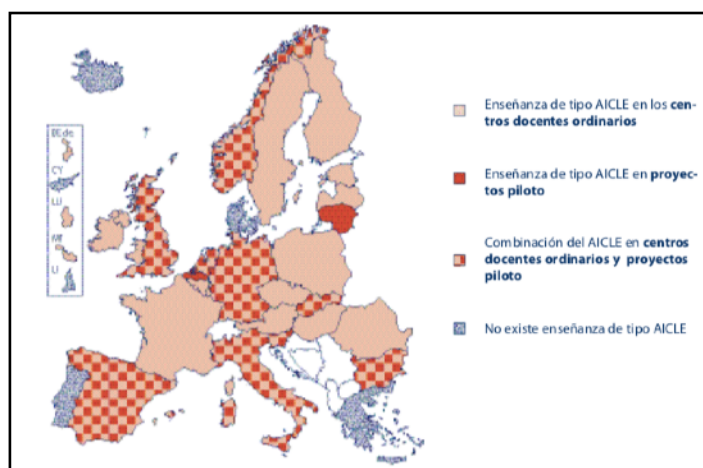 Enseñanza de tipo AICLE en los cen-
tros docentes ordinarios
Enseñanza de tipo AICLE en proyec-
tos piloto
Combinación del AICLE en centros
docentes ordinarios y proyectos
piloto
No existe enseñanza de tipo AICLE
BE de
CY
LU
MT
LI